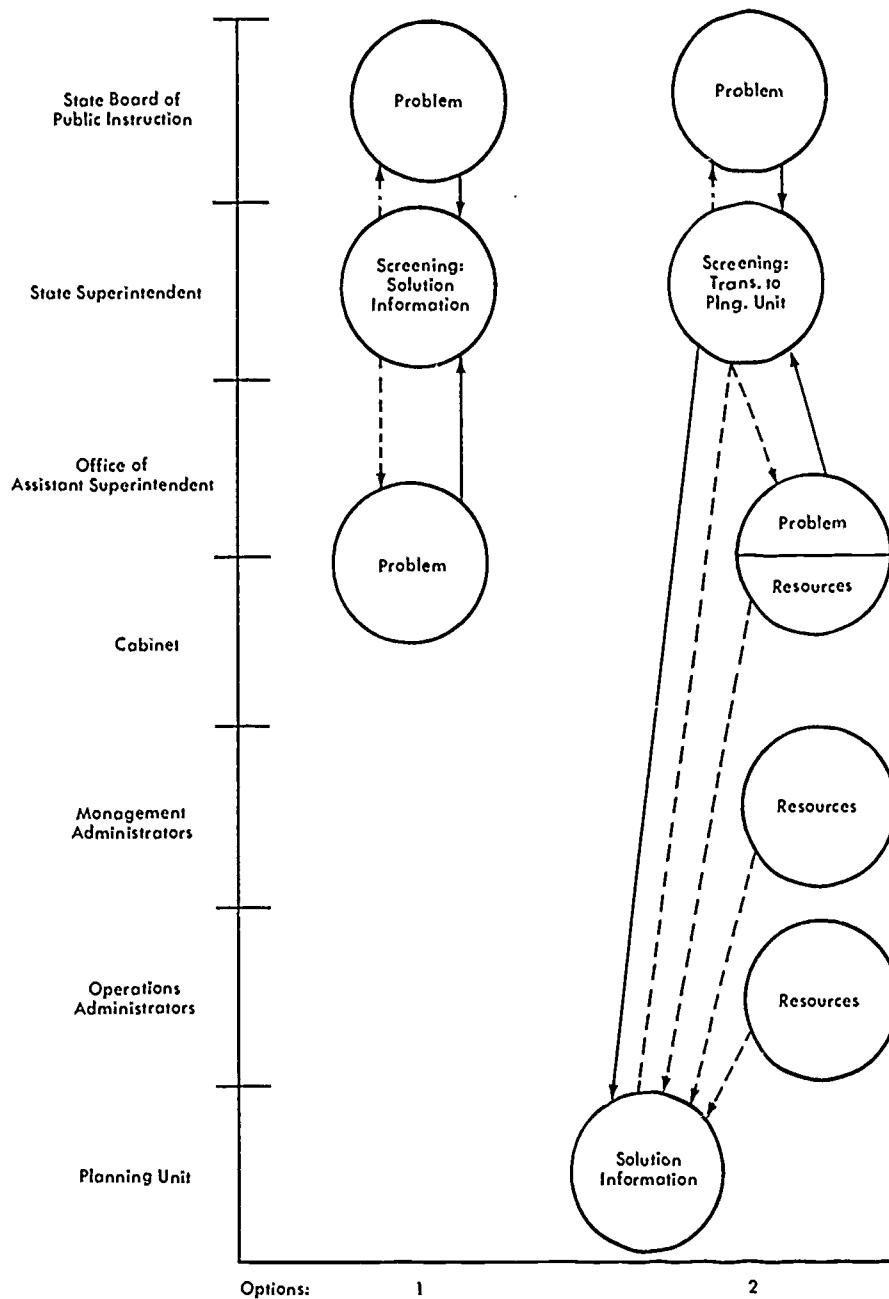 State Board of
Public Instruction
Problem
Problem
State Superintendent
Screening:
Solution
Information
Screening:
Trans. to
Plng. Unit
Office of
Assistant Superintendent
Problem
Problem
Resources
Cabinet
Management
Administrators
Resources
Operations
Administrators
Resources
Planning Unit
Solution
Information
Options: 1 2